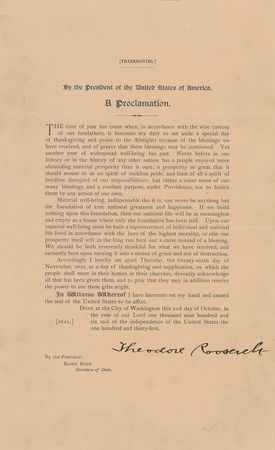 [THANKSGIVING.]
By the President of the United States of America.
A Proclamation.
THE time of year has come when, in accordance with the wise custom
of our forefathers, it becomes my duty to set aside a special day
of thanksgiving and praise to the Almighty because of the blessings we
have received, and of prayer that these blessings may be continued. Yet
another year of widespread well-being has past. Never before in our
history or in the history of any other nation has a people enjoyed more
abounding material prosperity than is ours; a prosperity so great that it
should arouse in us no spirit of reckless pride, and least of all a spirit of
heedless disregard of our responsibilities; but rather a sober sense of our
many blessings, and a resolute purpose, under Providence, not to forfeit
them by any action of our own.
Material well-being, indispensable tho it is, can never be anything but
the foundation of true national greatness and happiness. If we build
nothing upon this foundation, then our national life will be as meaningless
and empty as a house where only the foundation has been laid. Upon our
material well-being must be built a superstructure of individual and national
life lived in accordance with the laws of the highest morality, or else our
prosperity itself will in the long run turn out a curse instead of a blessing.
We should be both reverently thankful for what we have received, and
earnestly bent upon turning it into a means of grace and not of destruction.
Accordingly I hereby set apart Thursday, the twenty-ninth day of
November, next, as a day of thanksgiving and supplication, on which the
people shall meet in their homes or their churches, devoutly acknowledge
all that has been given them, and to pray that they may in addition receive
the power to use these gifts aright.
In Witness Whereof I have hereunto set my hand and caused
the seal of the United States to be affixt.
DONE at the City of Washington this 22d day of October, in
the year of our Lord one thousand nine hundred and
[SEAL.] six and of the independence of the United States the
one hundred and thirty-first.
Theodore Roosevelt
By the President:
ELIHU ROOT
Secretary of State.